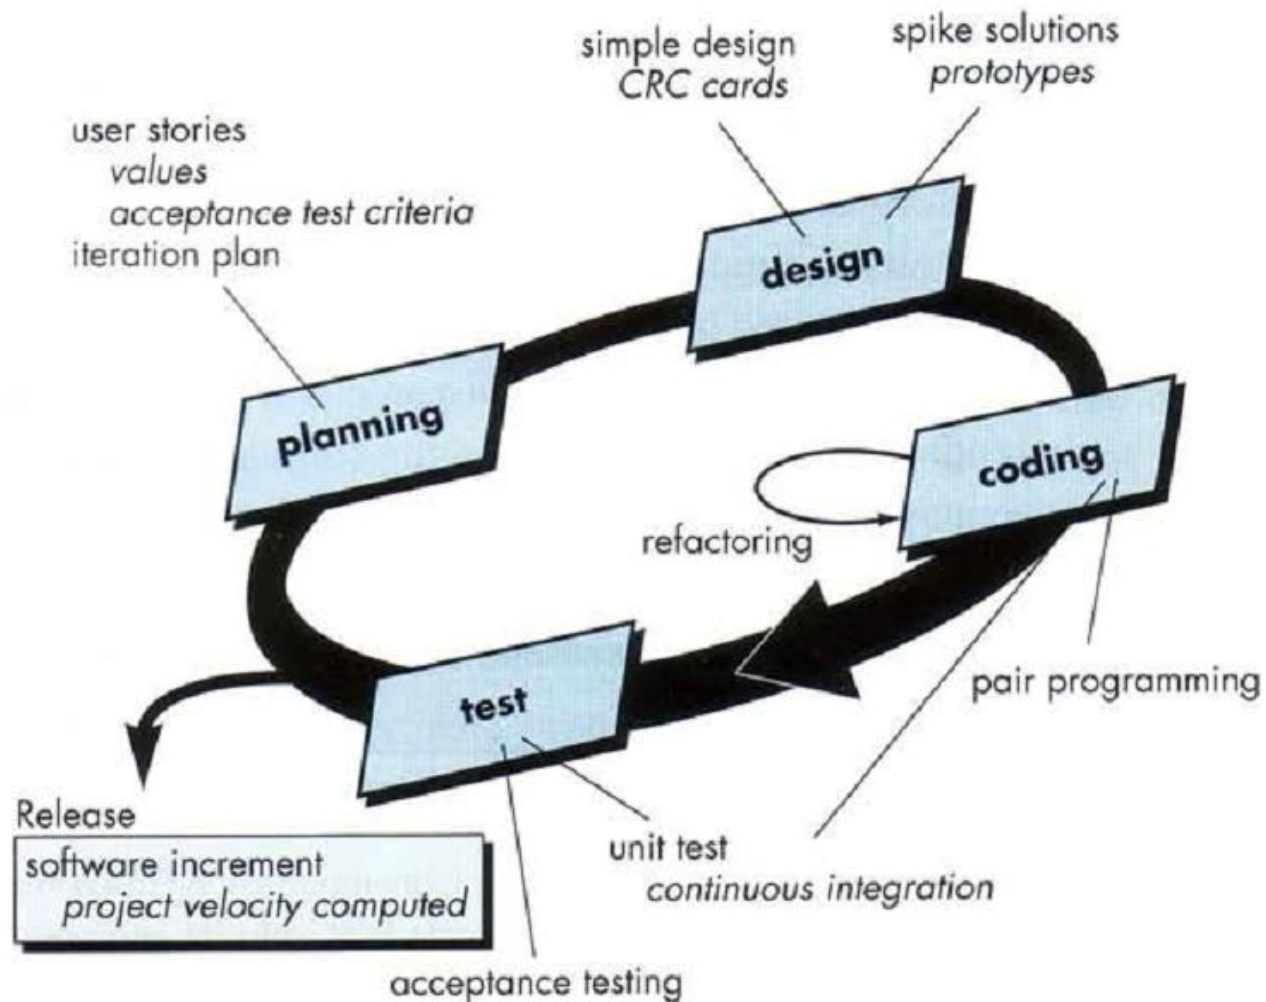 simple design
CRC cards
spike solutions
prototypes
user stories
values
acceptance test criteria
iteration plan
design
planning
coding
refactoring
pair programming
test
Release
software increment
project velocity computed
unit test
continuous integration
acceptance testing